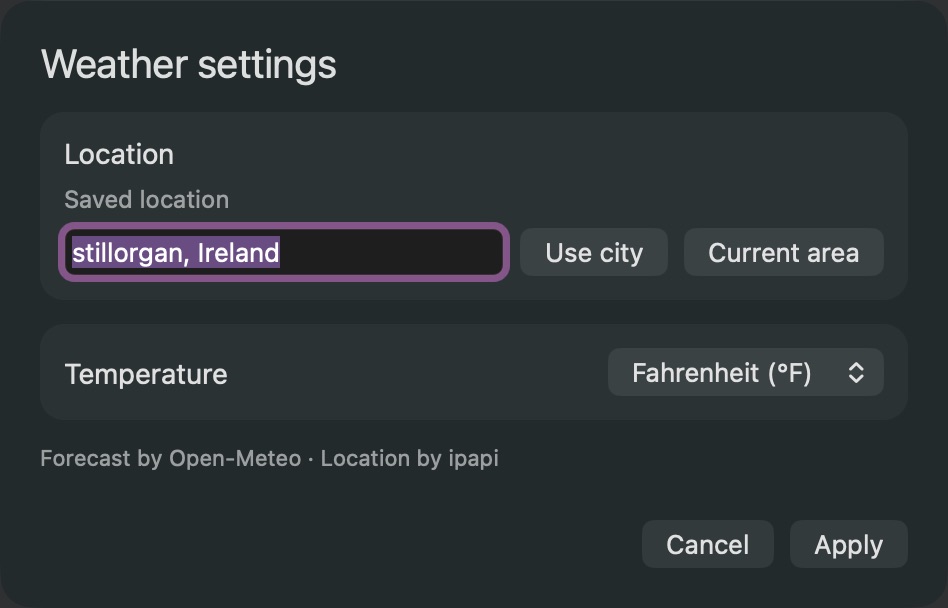 Weather settings
Location
Saved location
stillorgan, Ireland
Use city
Current area
Temperature
Fahrenheit (°F)
Forecast by Open-Meteo · Location by ipapi
Cancel
Apply